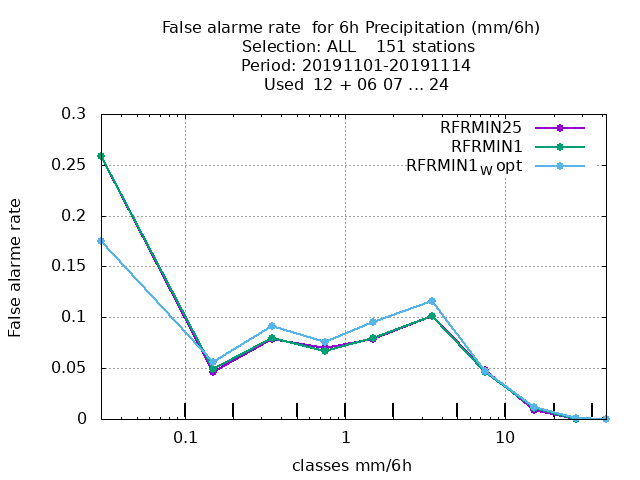 False alarme rate  for 6h Precipitation (mm/6h)
Selection: ALL    151 stations
Period: 20191101-20191114
Used  12 + 06 07 ... 24
RFRMIN25
RFRMIN1
RFRMIN1W opt
False alarme rate
0.3
0.25
0.2
0.15
0.1
0.05
0
0.1 1 10
classes mm/6h